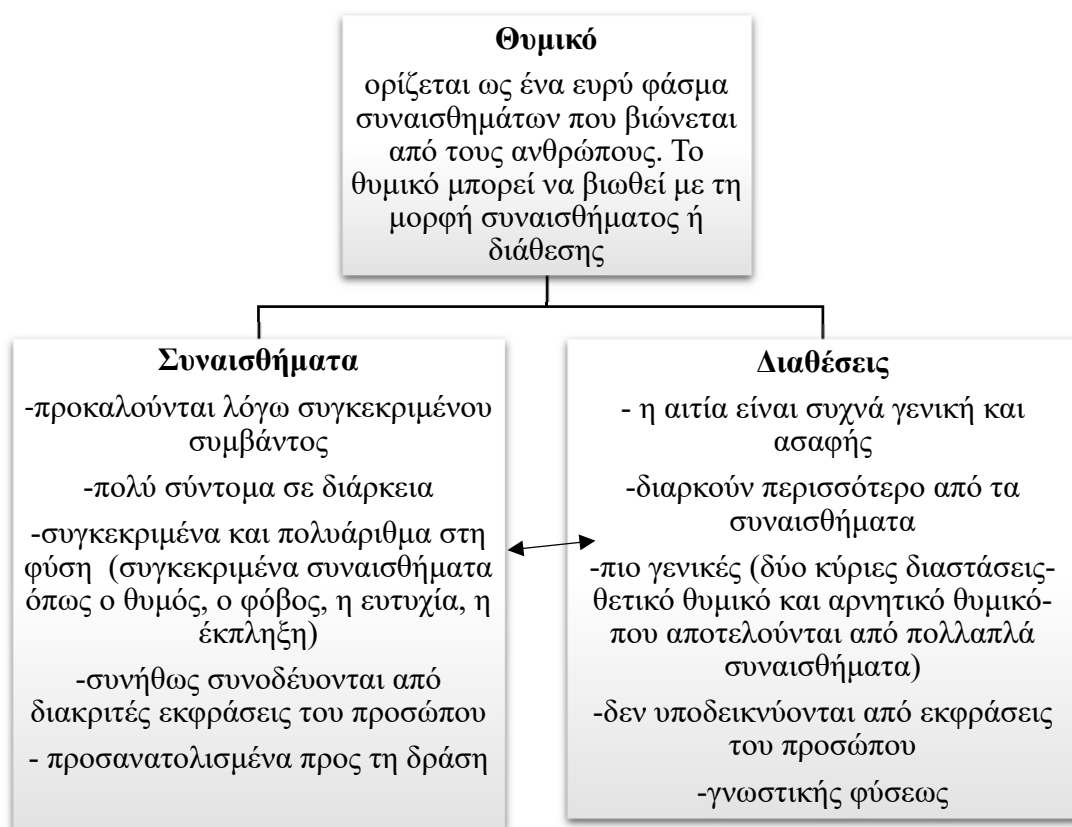 Θυμικό
ορίζεται ως ένα ευρύ φάσμα
συναισθημάτων που βιώνεται
από τους ανθρώπους. Το
θυμικό μπορεί να βιωθεί με τη
μορφή συναισθήματος ή
διάθεσης
Συναισθήματα
-προκαλούνται λόγω συγκεκριμένου
συμβάντος
-πολύ σύντομα σε διάρκεια
-συγκεκριμένα και πολυάριθμα στη
φύση (συγκεκριμένα συναισθήματα
όπως ο θυμός, ο φόβος, η ευτυχία, η
έκπληξη)
-συνήθως συνοδεύονται από
διακριτές εκφράσεις του προσώπου
- προσανατολισμένα προς τη δράση
Διαθέσεις
- η αιτία είναι συχνά γενική και
ασαφής
-διαρκούν περισσότερο από τα
συναισθήματα
-πιο γενικές (δύο κύριες διαστάσεις-
θετικό θυμικό και αρνητικό θυμικό-
που αποτελούνται από πολλαπλά
συναισθήματα)
-δεν υποδεικνύονται από εκφράσεις
του προσώπου
-γνωστικής φύσεως